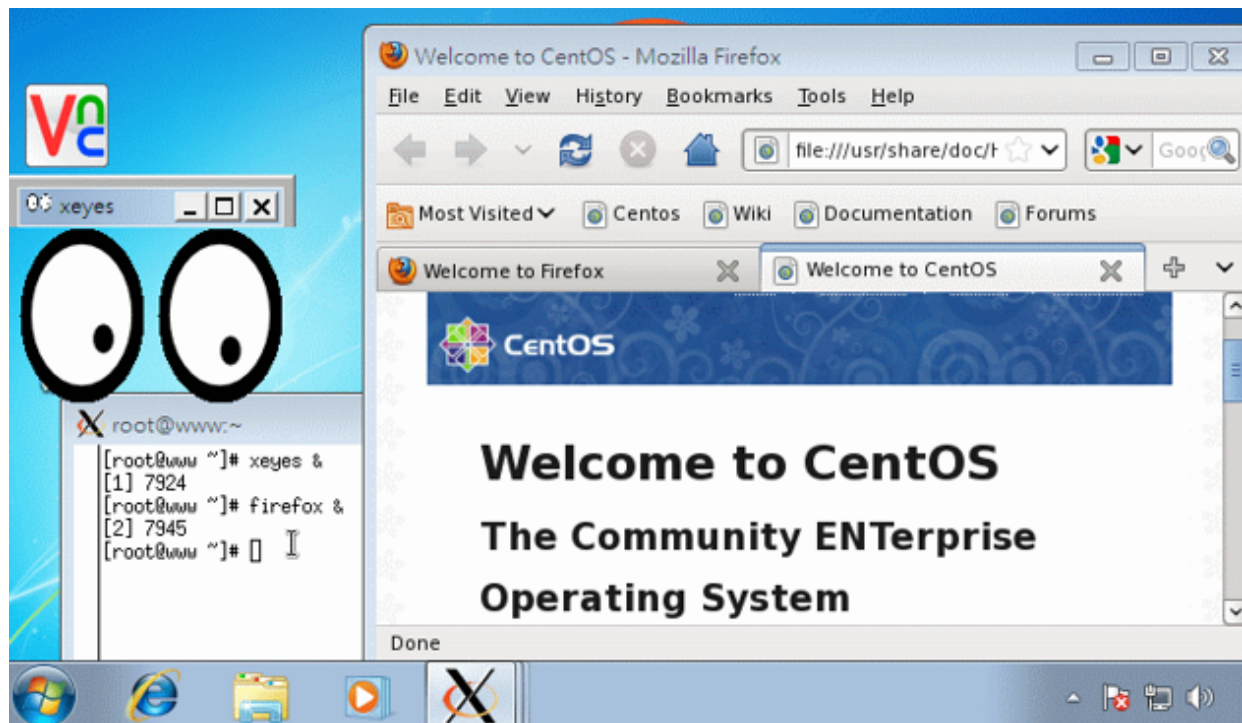 Vnc
xeyes
Welcome to CentOS - Mozilla Firefox
File Edit View History Bookmarks Tools Help
file:///usr/share/doc/H
Most Visited Centos Wiki Documentation Forums
Welcome to Firefox Welcome to CentOS
CentOS
Welcome to CentOS
The Community ENTerprise
Operating System
Done
root@www:~
[root@www ~]# xeyes &
[1] 7924
[root@www ~]# firefox &
[2] 7945
[root@www ~]#